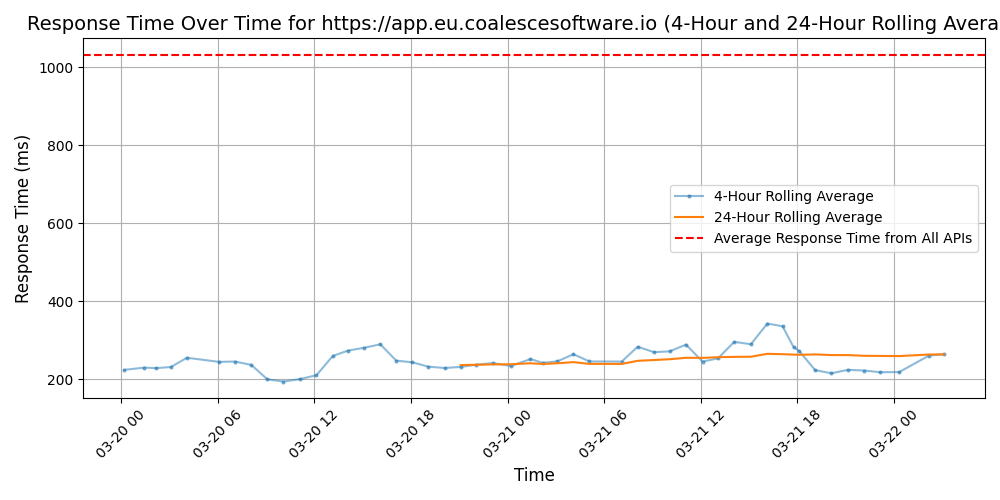 Response Time Over Time for https://app.eu.coalescesoftware.io (4-Hour and 24-Hour Rolling Avera
Response Time (ms)
1000
800
600
400
200
4-Hour Rolling Average
24-Hour Rolling Average
Average Response Time from All APIs
03-20 00
03-20 06
03-20 12
03-20 18
03-21 00
03-21 06
03-21 12
03-21 18
03-22 00
Time